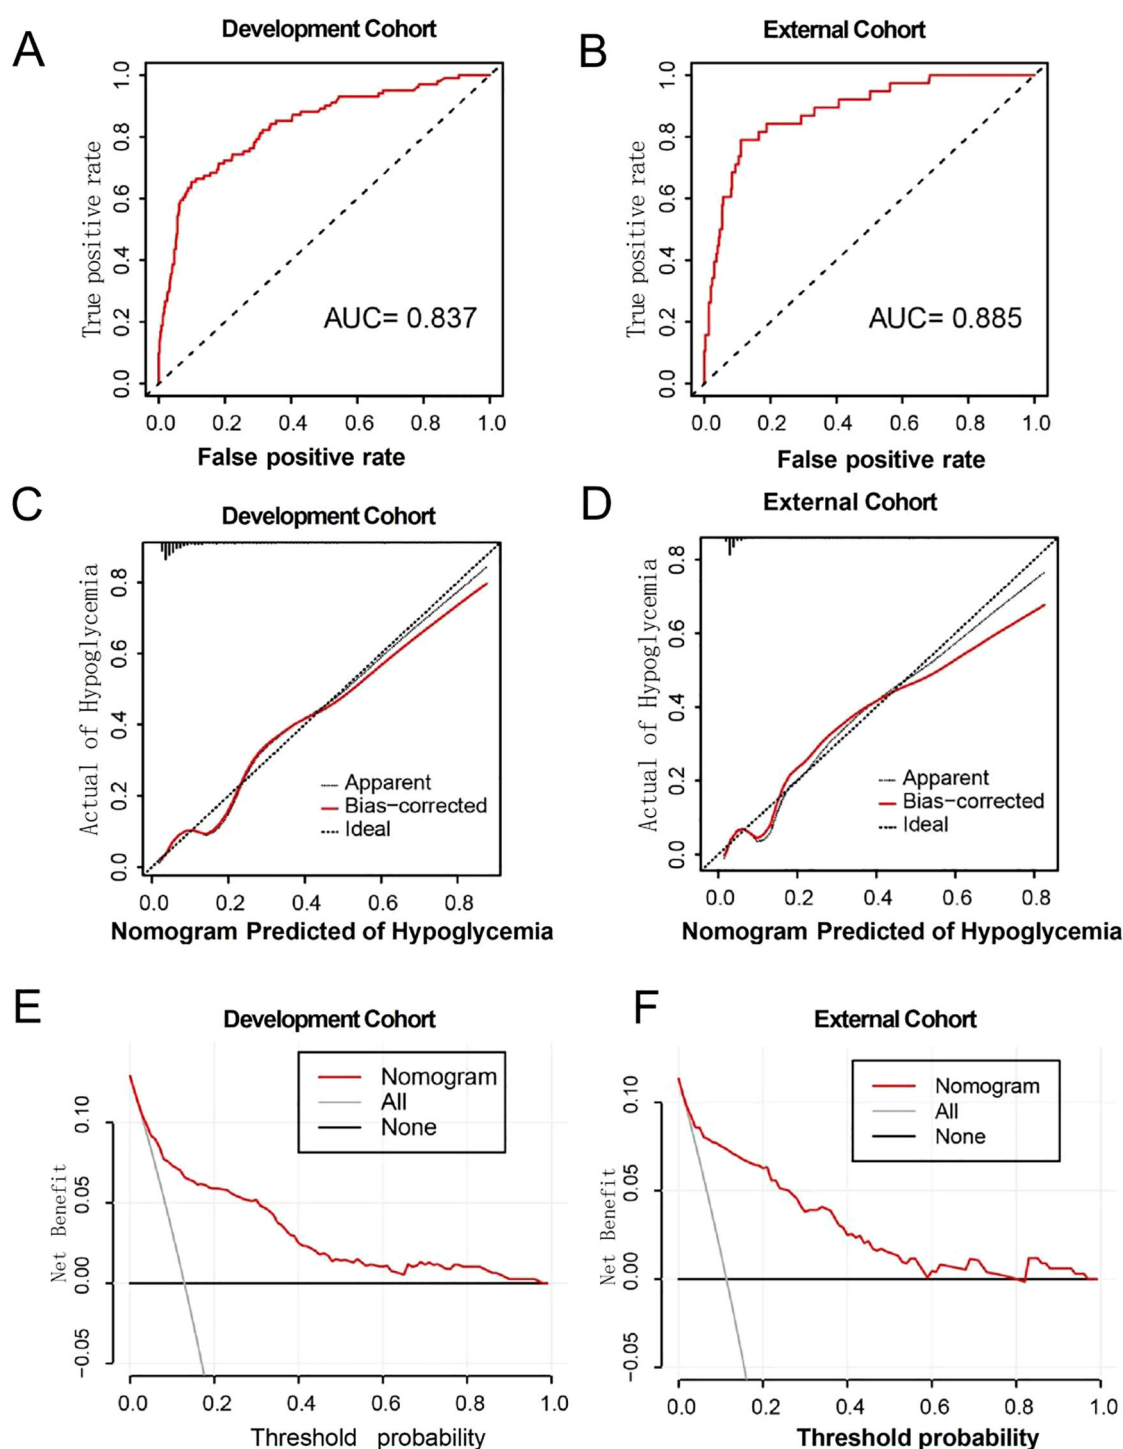 A
Development Cohort
True positive rate
0.0 0.2 0.4 0.6 0.8 1.0
AUC= 0.837
0.0 0.2 0.4 0.6 0.8 1.0
False positive rate
B
External Cohort
True positive rate
0.0 0.2 0.4 0.6 0.8 1.0
AUC= 0.885
0.0 0.2 0.4 0.6 0.8 1.0
False positive rate
C
Development Cohort
Actual of Hypoglycemia
0.0 0.2 0.4 0.6 0.8
Apparent
Bias-corrected
Ideal
0.0 0.2 0.4 0.6 0.8
Nomogram Predicted of Hypoglycemia
D
External Cohort
Actual of Hypoglycemia
0.0 0.2 0.4 0.6 0.8
Apparent
Bias-corrected
Ideal
0.0 0.2 0.4 0.6 0.8
Nomogram Predicted of Hypoglycemia
E
Development Cohort
Net Benefit
-0.05 0.00 0.05 0.10
Nomogram
All
None
0.0 0.2 0.4 0.6 0.8 1.0
Threshold probability
F
External Cohort
Net Benefit
-0.05 0.00 0.05 0.10
Nomogram
All
None
0.0 0.2 0.4 0.6 0.8 1.0
Threshold probability